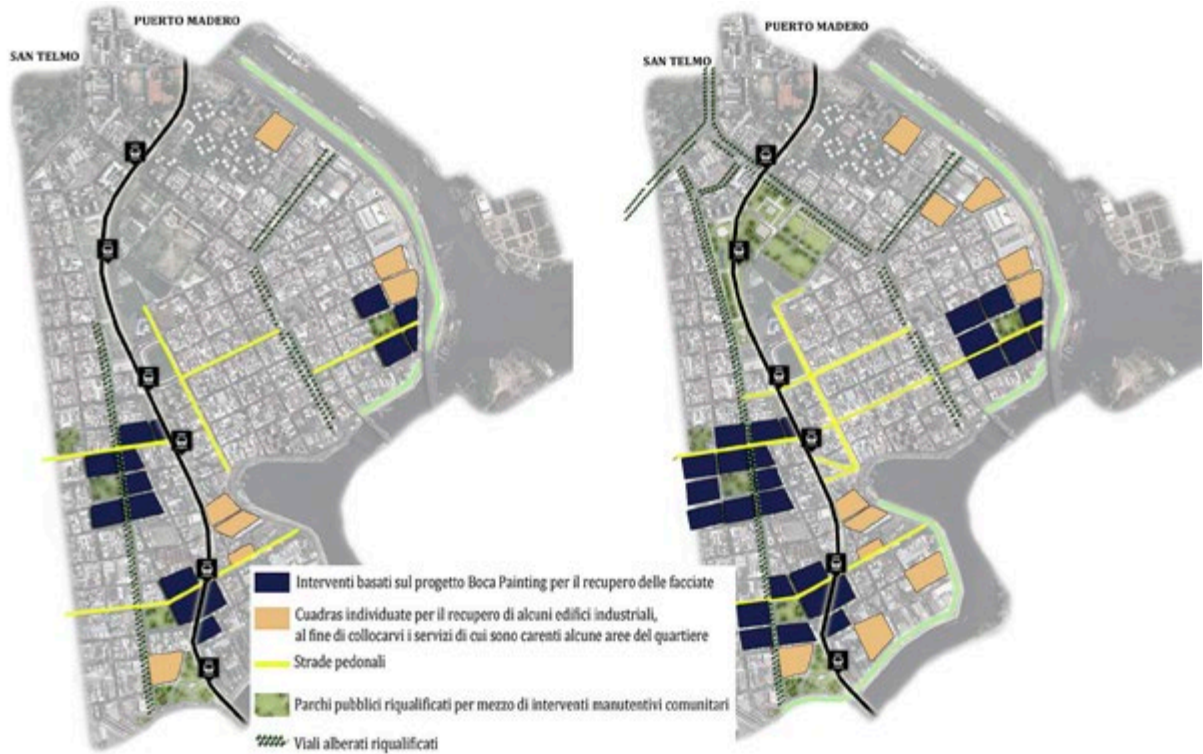 PUERTO MADERO
SAN TELMO
PUERTO MADERO
SAN TELMO
Interventi basati sul progetto Boca Painting per il recupero delle facciate
Cuadras individuate per il recupero di alcuni edifici industriali,
al fine di collocarvi i servizi di cui sono carenti alcune aree del quartiere
Strade pedonali
Parchi pubblici riqualificati per mezzo di interventi manutentivi comunitari
Viali alberati riqualificati